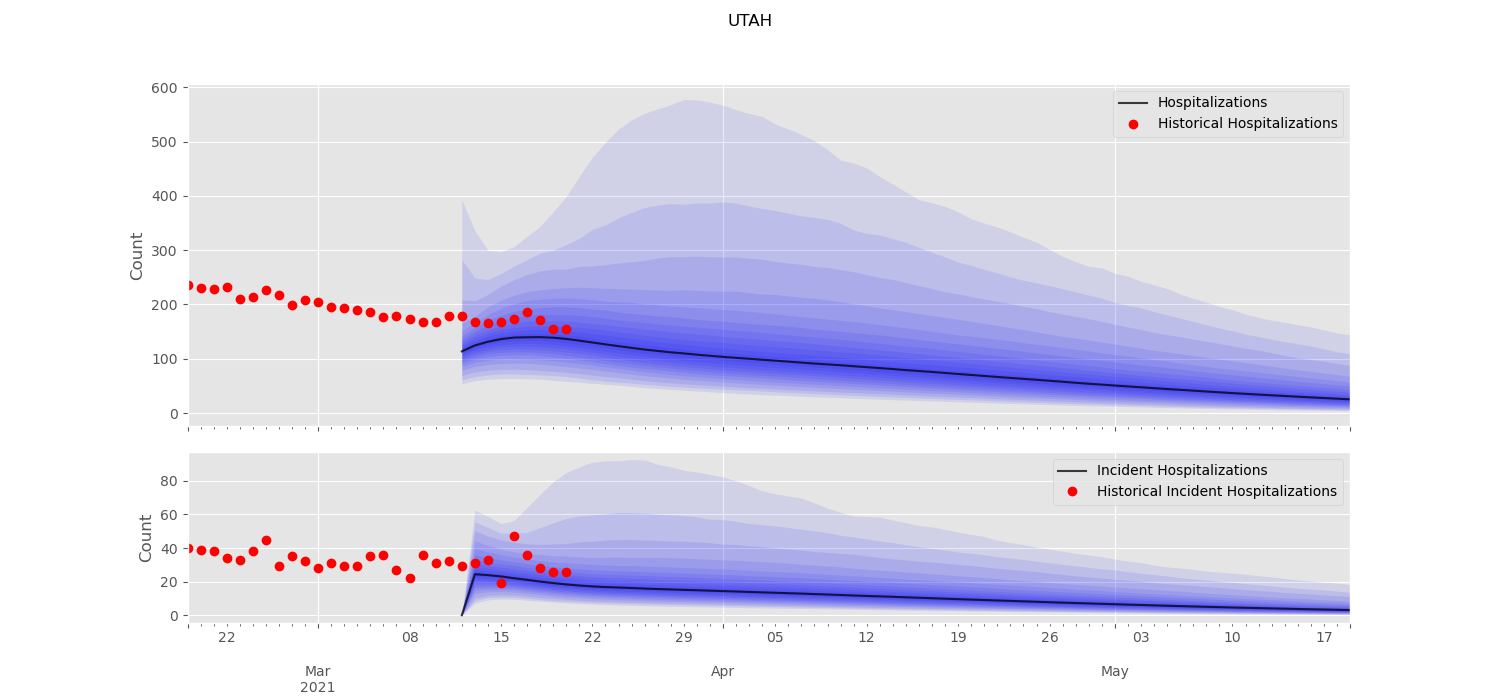 UTAH
600
500
400
300
200
100
0
Count
Hospitalizations
Historical Hospitalizations
80
60
40
20
0
Count
Incident Hospitalizations
Historical Incident Hospitalizations
22 08 15 22 29 05 12 19 26 03 10 17
Mar Apr May
2021